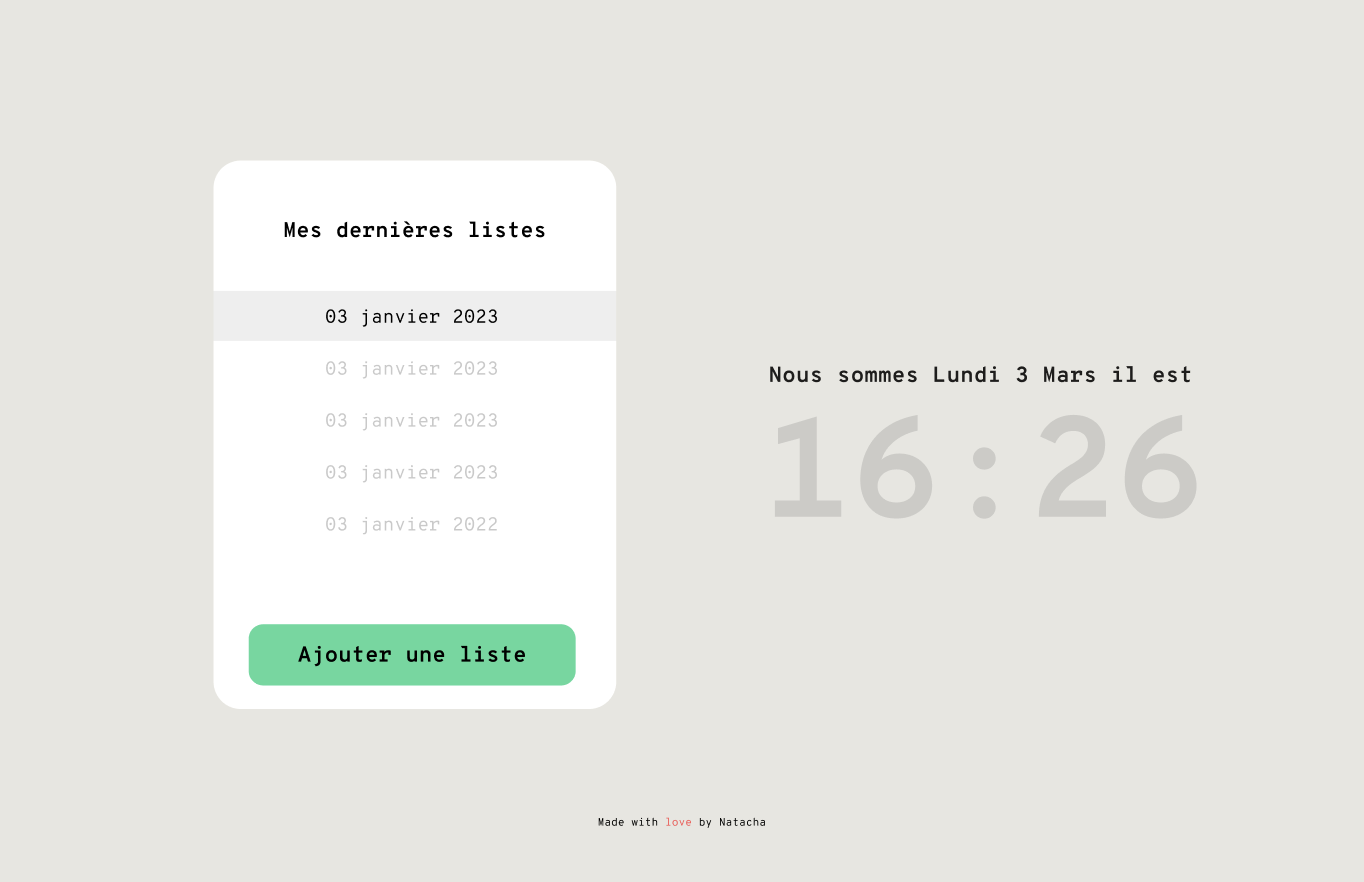 Mes dernières listes
03 janvier 2023
03 janvier 2023
03 janvier 2023
03 janvier 2023
03 janvier 2022
Ajouter une liste
Nous sommes Lundi 3 Mars il est
16:26
Made with love by Natacha